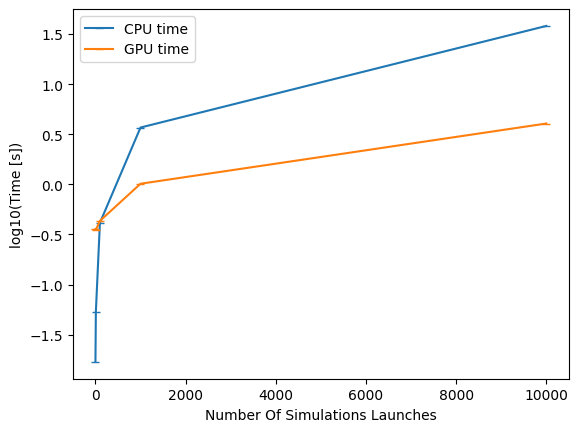 CPU time
GPU time
1.5
1.0
0.5
0.0
−0.5
−1.0
−1.5
log10(Time [s])
0 2000 4000 6000 8000 10000
Number Of Simulations Launches